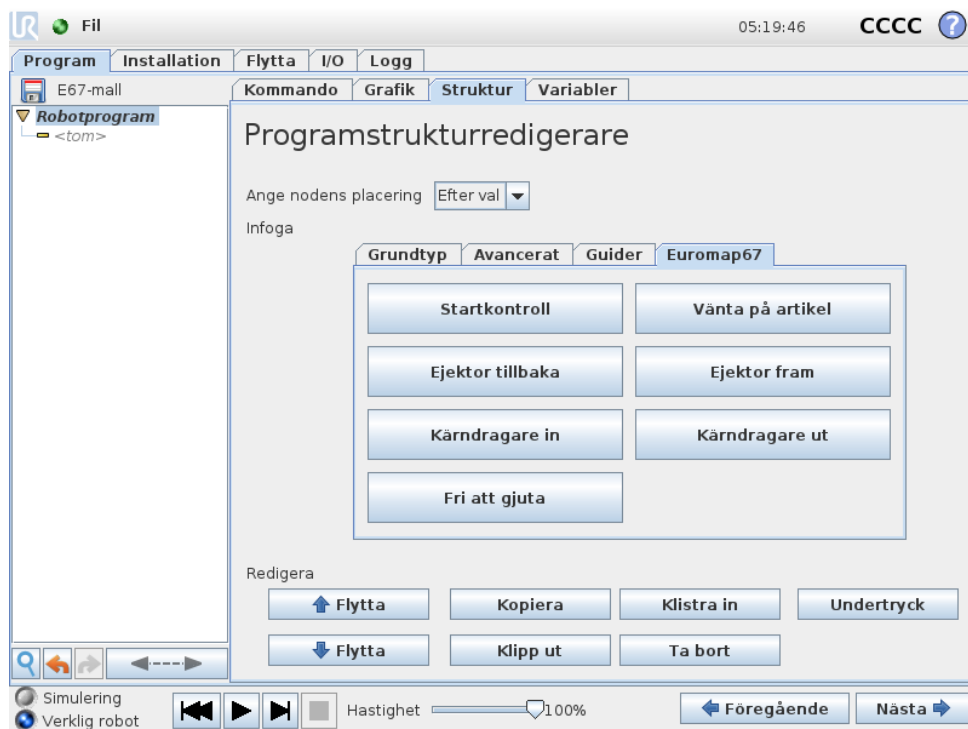 UR Fil 05:19:46 CCCC ?
Program Installation Flytta I/O Logg
E67-mall
Kommando Grafik Struktur Variabler
Robotprogram
<tom>
Programstrukturredigerare
Ange nodens placering Efter val
Infoga
Grundtyp Avancerat Guider Euromap67
Startkontroll Vänta på artikel
Ejektor tillbaka Ejektor fram
Kärndragare in Kärndragare ut
Fri att gjuta
Redigera
Flytta Kopiera Klistra in Undertryck
Flytta Klipp ut Ta bort
Simulering
Verklig robot
Hastighet 100%
Föregående Nästa